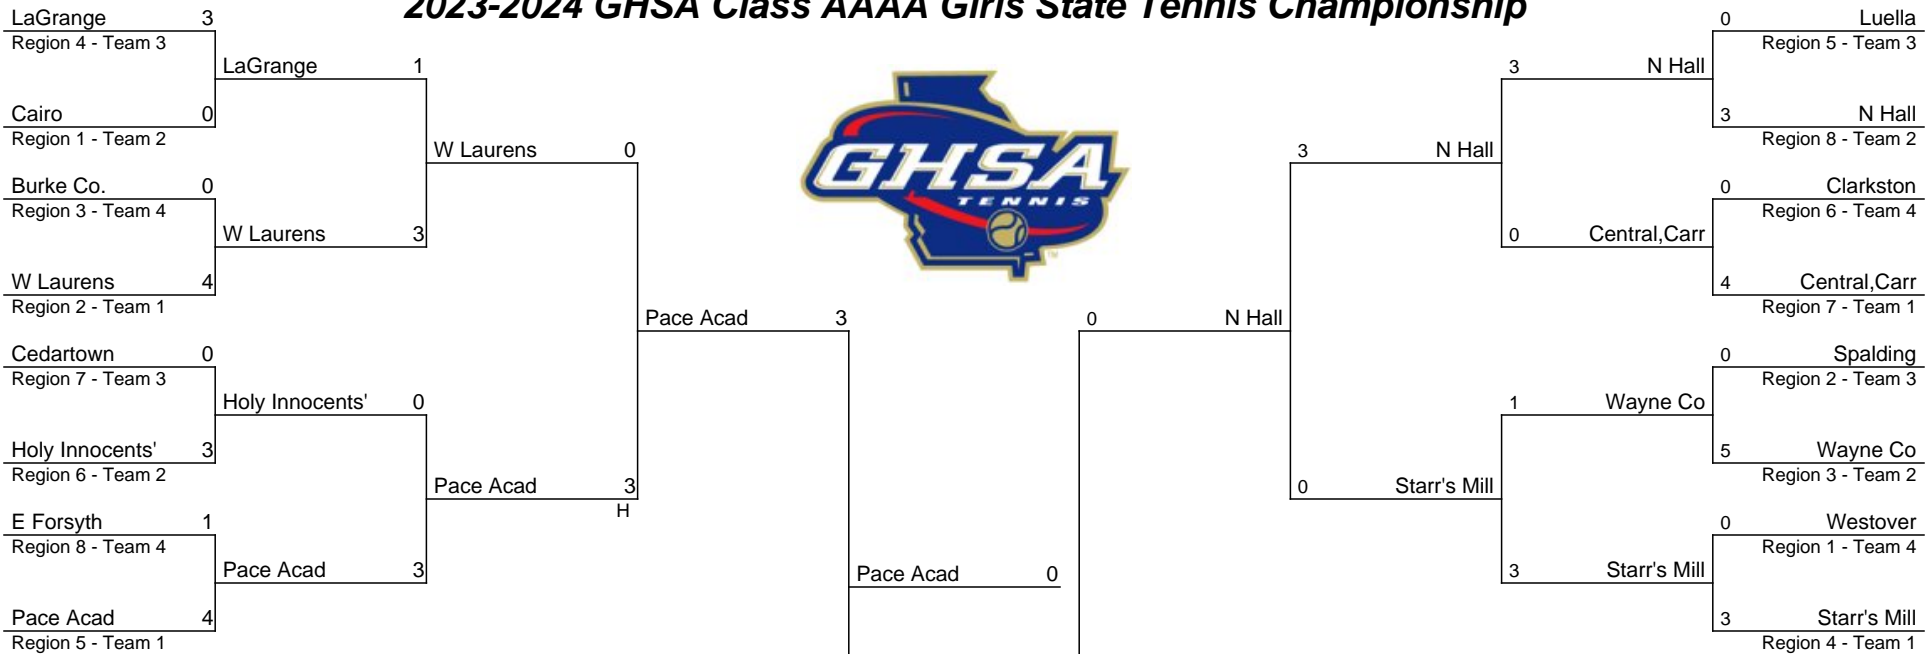 2023-2024 GHSA Class AAAA Girls State Tennis Championship
LaGrange 3
Region 4 - Team 3
LaGrange 1
Cairo 0
Region 1 - Team 2
W Laurens 0
Burke Co. 0
Region 3 - Team 4
W Laurens 3
W Laurens 4
Region 2 - Team 1
Pace Acad 3
Cedartown 0
Region 7 - Team 3
Holy Innocents' 0
Holy Innocents' 3
Region 6 - Team 2
Pace Acad 3
H
E Forsyth 1
Region 8 - Team 4
Pace Acad 3
Pace Acad 4
Region 5 - Team 1
Pace Acad 0
GHSA
TENNIS
TM
0 Luella
Region 5 - Team 3
3 N Hall
3 N Hall
Region 8 - Team 2
3 N Hall
0 Clarkston
Region 6 - Team 4
0 Central,Carr
4 Central,Carr
Region 7 - Team 1
0 N Hall
0 Spalding
Region 2 - Team 3
1 Wayne Co
5 Wayne Co
Region 3 - Team 2
0 Starr's Mill
0 Westover
Region 1 - Team 4
3 Starr's Mill
3 Starr's Mill
Region 4 - Team 1